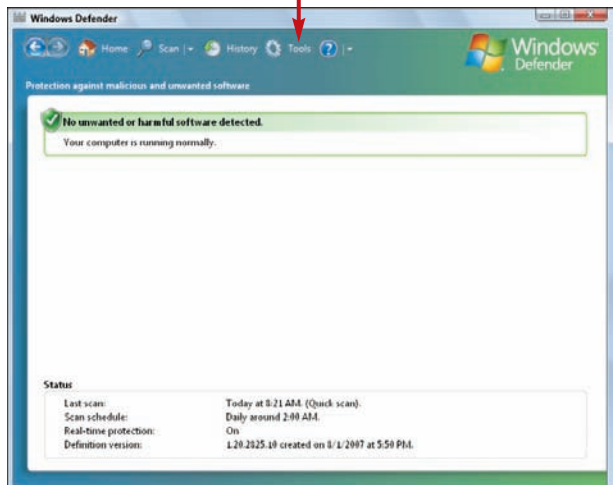 Windows Defender
Home Scan History Tools
Windows
Defender
Protection against malicious and unwanted software
No unwanted or harmful software detected.
Your computer is running normally.
Status
Last scan: Today at 8:21 AM. (Quick scan).
Scan schedule: Daily around 2:00 AM.
Real-time protection: On
Definition version: 1.20.2825.10 created on 8/1/2007 at 5:50 PM.